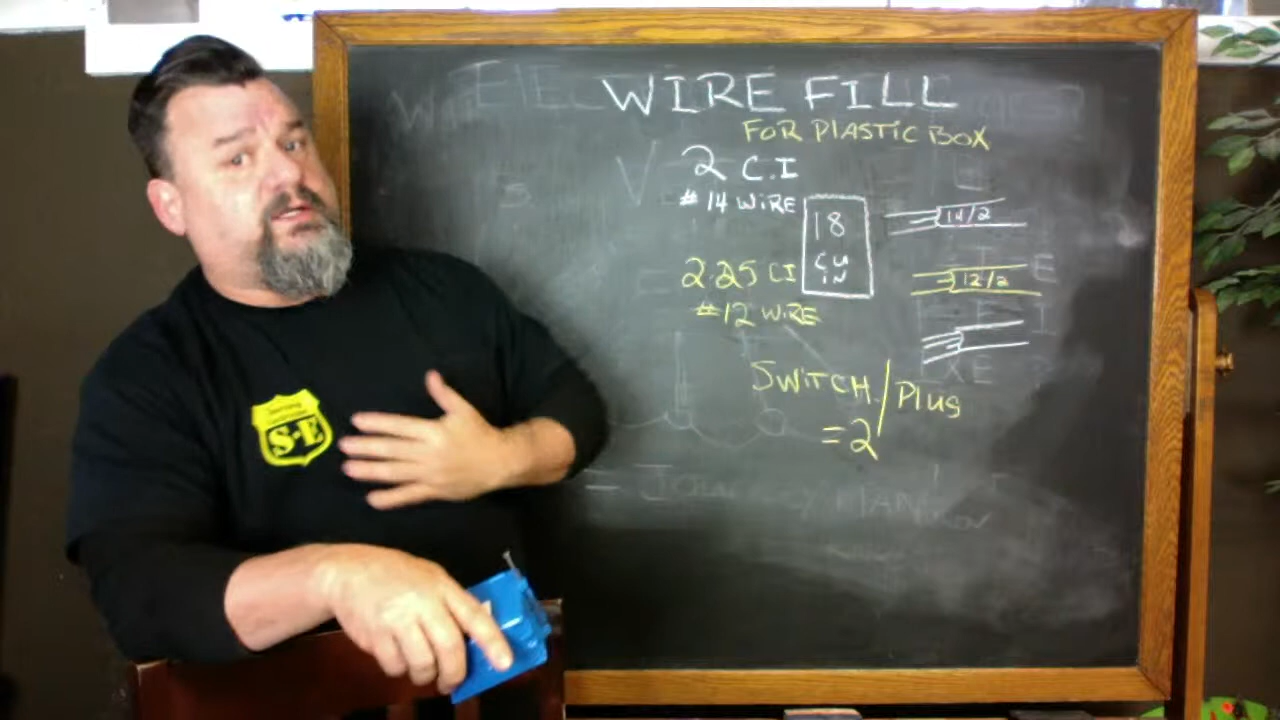 WIRE FILL
FOR PLASTIC BOX
2 C.I
# 14 WIRE
18
CU
IN
14/2
2.25 CI
#12 WIRE
12/2
SWITCH/PLUG
=2
S-E